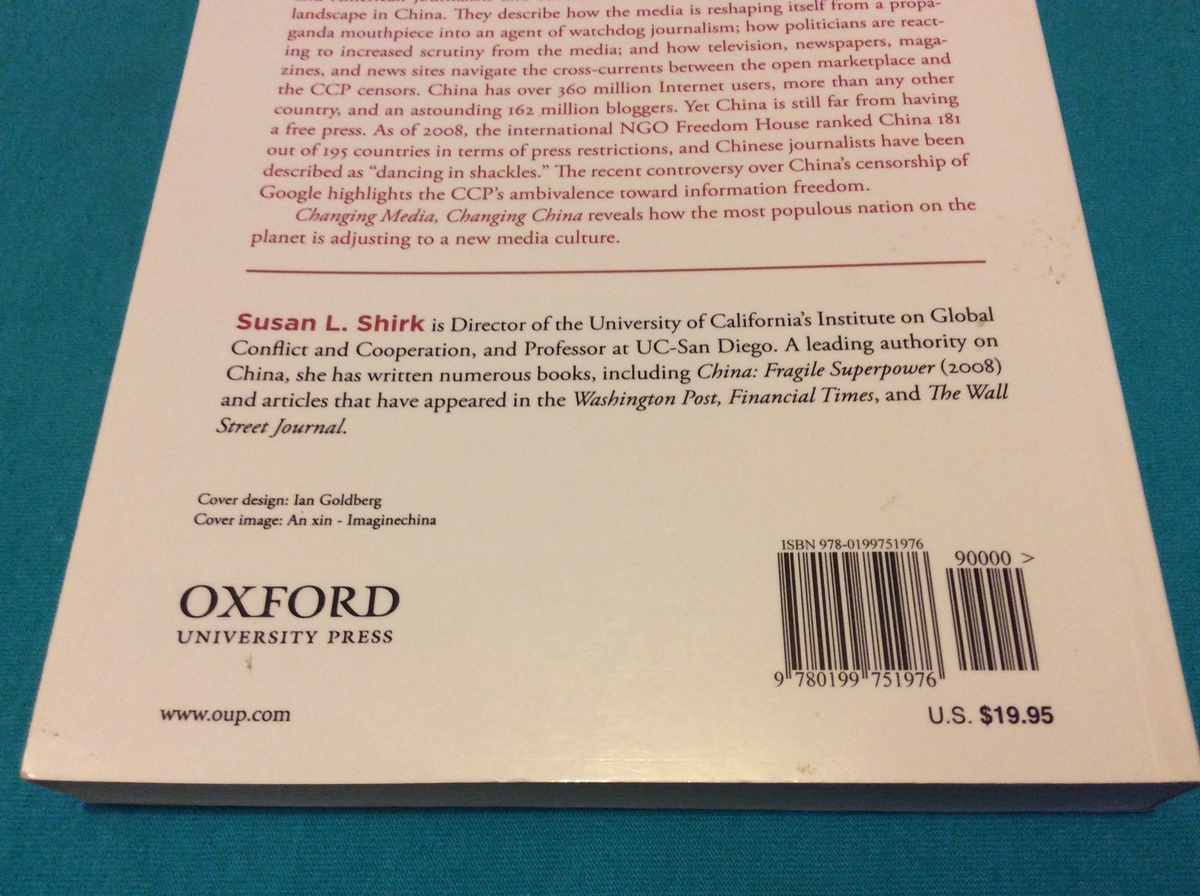 landscape in China. They describe how the media is reshaping itself from a propa-
ganda mouthpiece into an agent of watchdog journalism; how politicians are react-
ing to increased scrutiny from the media; and how television, newspapers, maga-
zines, and news sites navigate the cross-currents between the open marketplace and
the CCP censors. China has over 360 million Internet users, more than any other
country, and an astounding 162 million bloggers. Yet China is still far from having
a free press. As of 2008, the international NGO Freedom House ranked China 181
out of 195 countries in terms of press restrictions, and Chinese journalists have been
described as “dancing in shackles.” The recent controversy over China’s censorship of
Google highlights the CCP’s ambivalence toward information freedom.
Changing Media, Changing China reveals how the most populous nation on the
planet is adjusting to a new media culture.
Susan L. Shirk is Director of the University of California’s Institute on Global
Conflict and Cooperation, and Professor at UC-San Diego. A leading authority on
China, she has written numerous books, including China: Fragile Superpower (2008)
and articles that have appeared in the Washington Post, Financial Times, and The Wall
Street Journal.
Cover design: Ian Goldberg
Cover image: An xin - Imaginechina
OXFORD
UNIVERSITY PRESS
www.oup.com
ISBN 978-0199751976
90000 >
9 780199 751976
U.S. $19.95